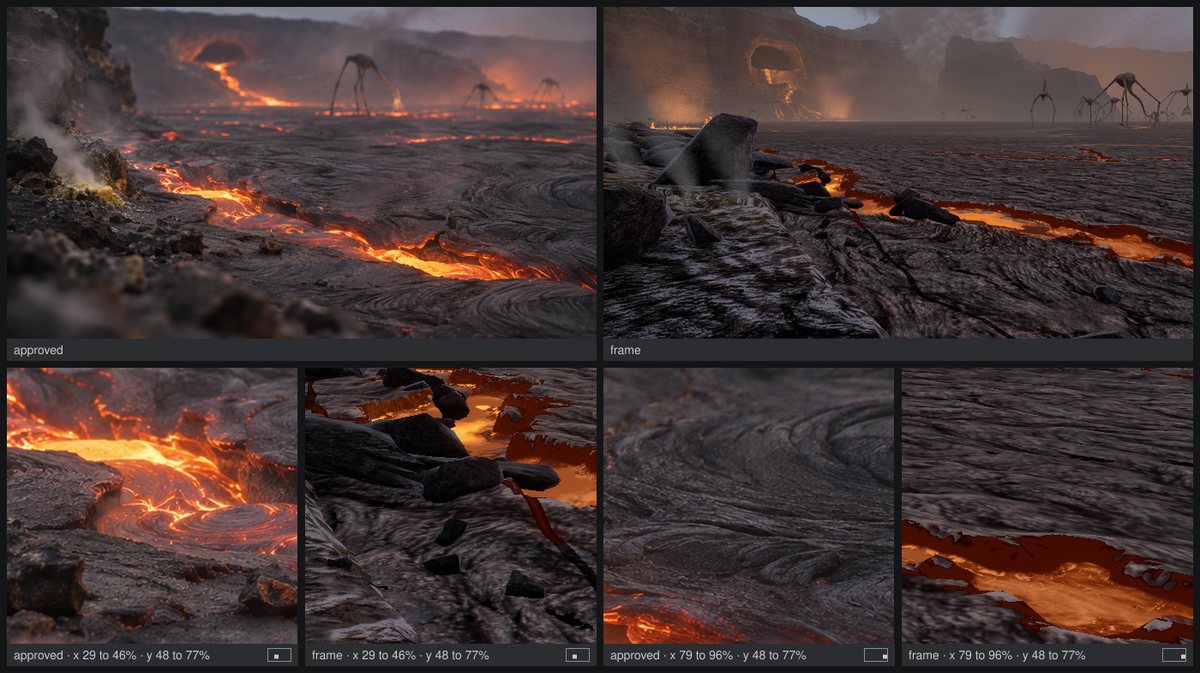 approved
frame
approved · x 29 to 46% · y 48 to 77%
frame · x 29 to 46% · y 48 to 77%
approved · x 79 to 96% · y 48 to 77%
frame · x 79 to 96% · y 48 to 77%